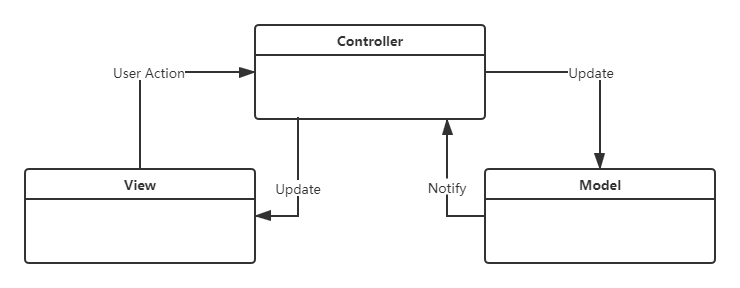 Controller
User Action
Update
View
Update
Notify
Model